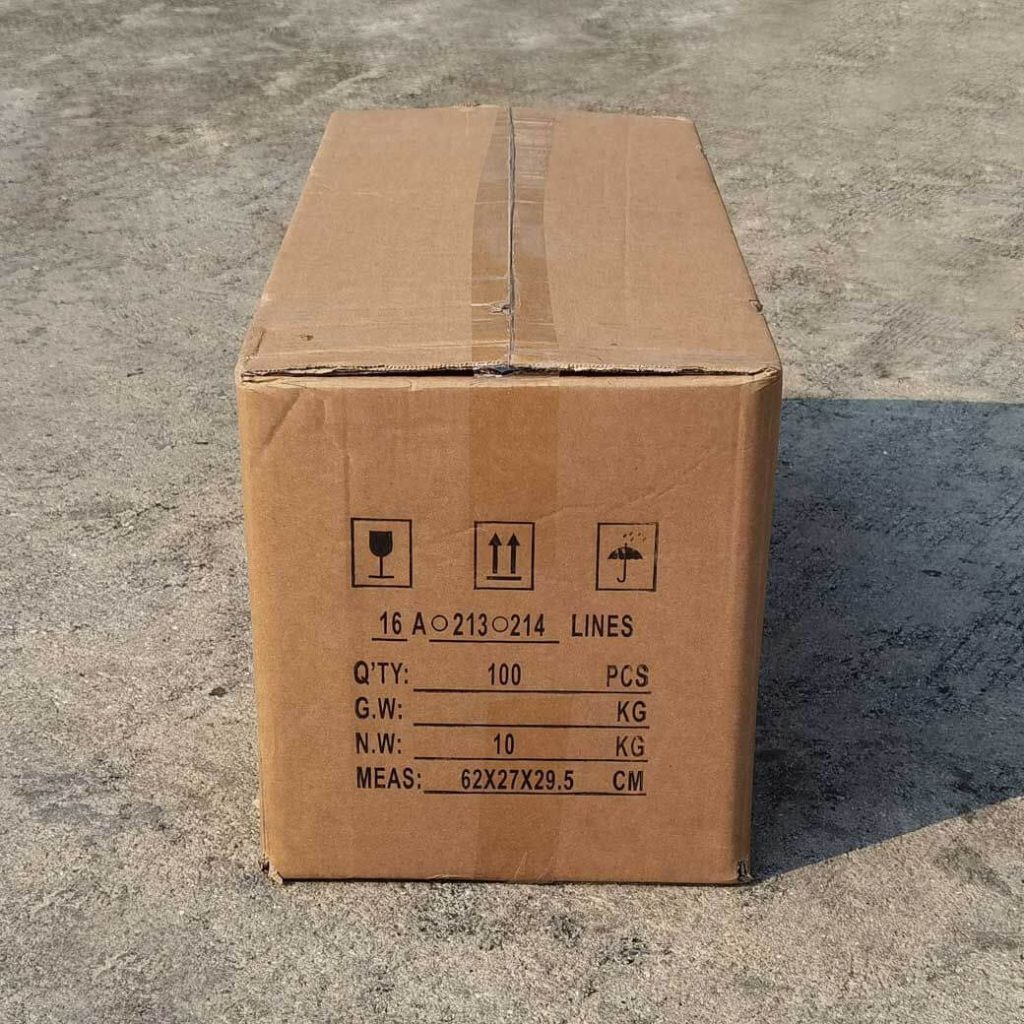 16 A○213○214 LINES
Q'TY: 100 PCS
G.W: KG
N.W: 10 KG
MEAS: 62X27X29.5 CM